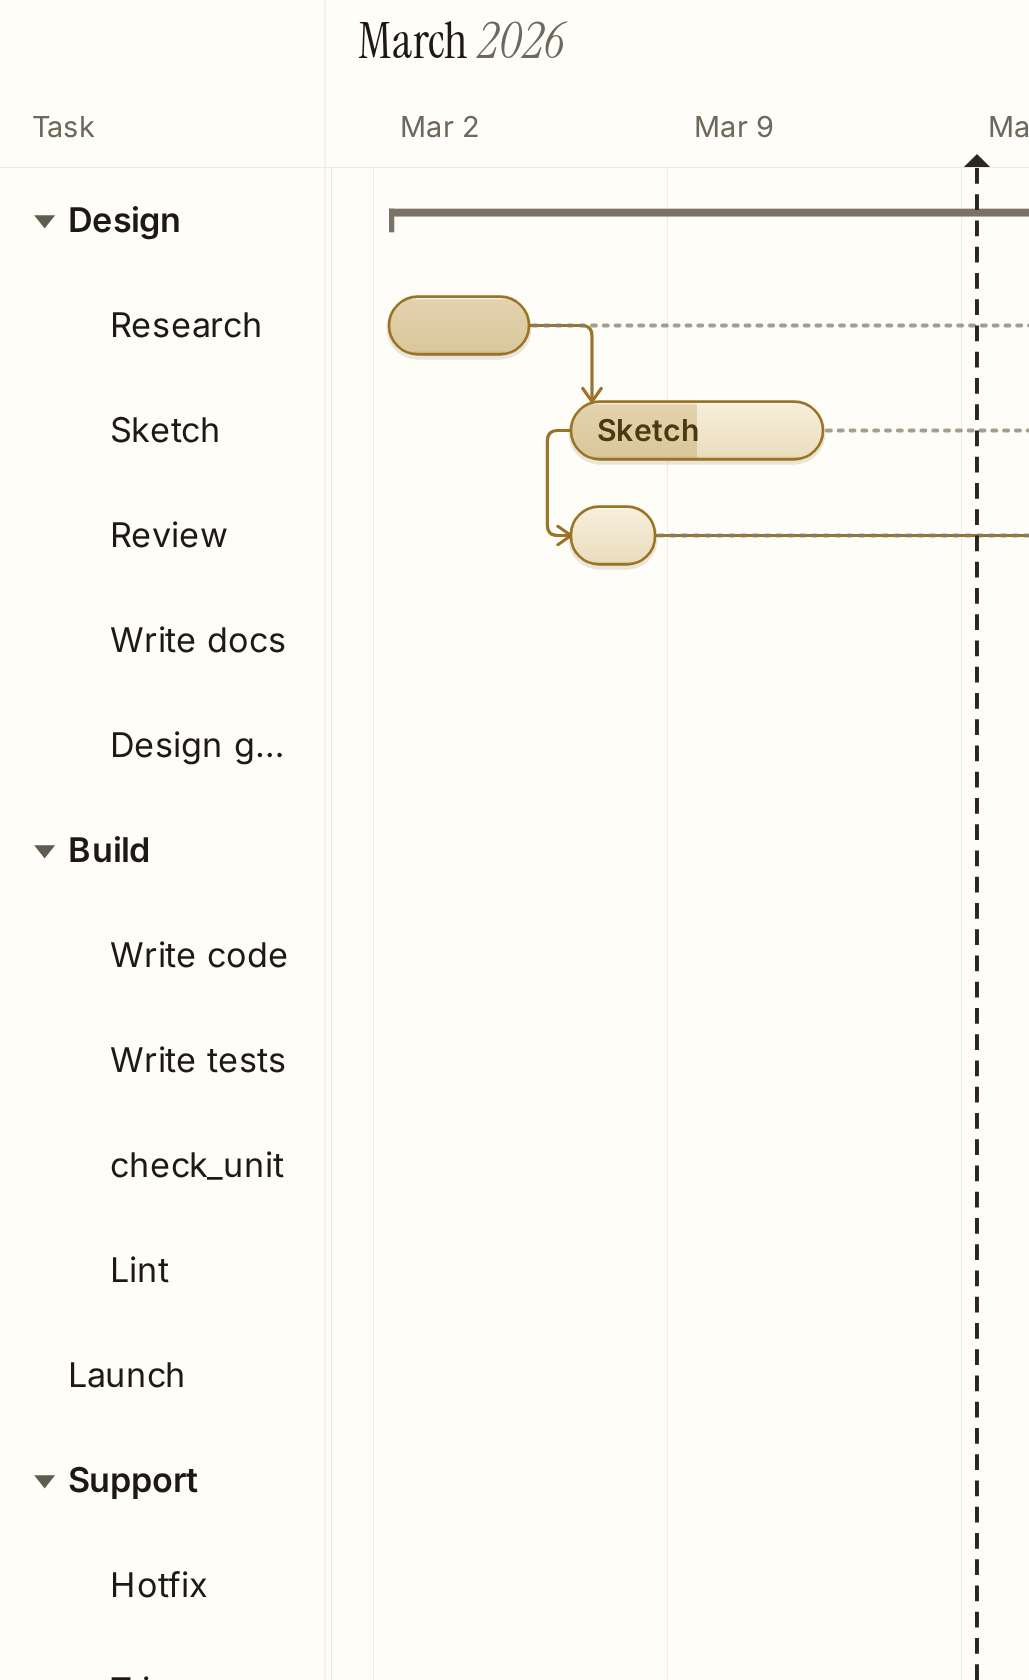 March 2026
Task
Mar 2
Mar 9
Design
Research
Sketch
Sketch
Review
Write docs
Design g...
Build
Write code
Write tests
check_unit
Lint
Launch
Support
Hotfix